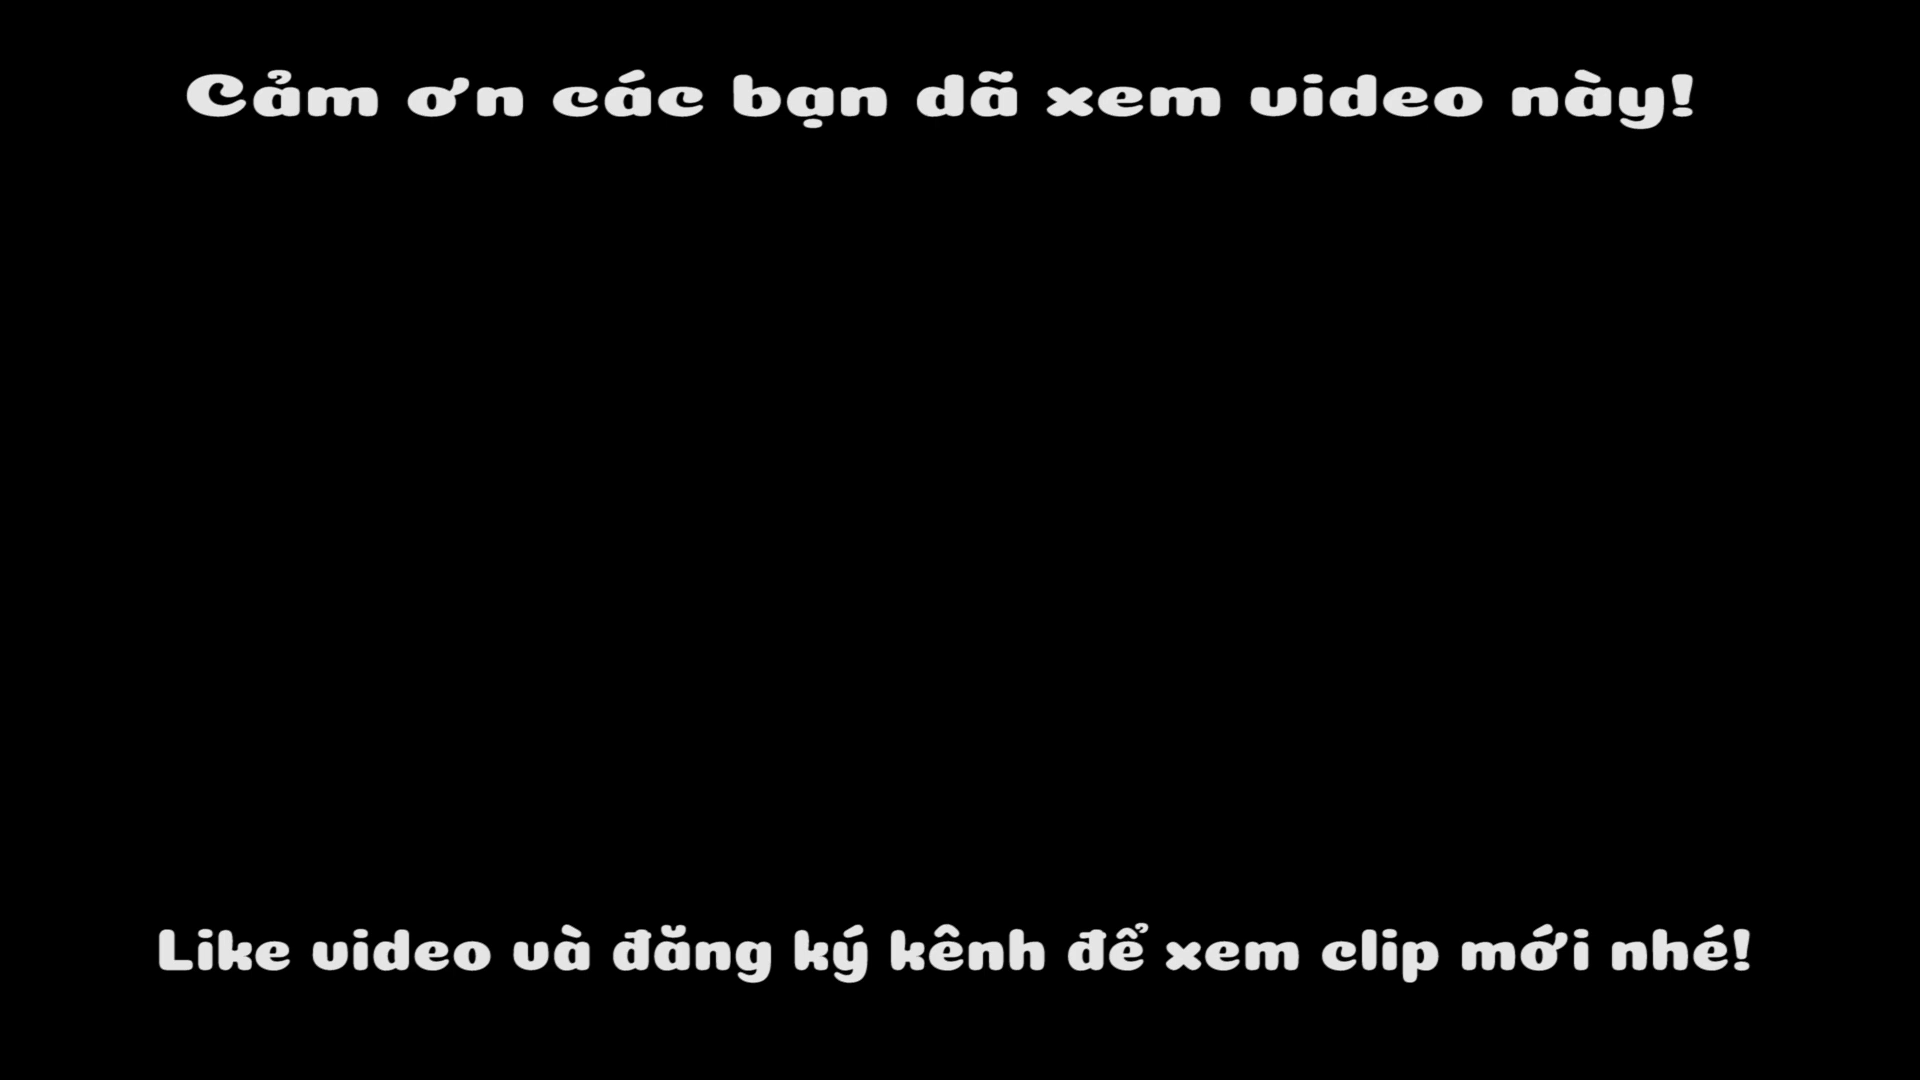 Cảm ơn các bạn dã xem video này!
Like video và đăng ký kênh để xem clip mới nhé!